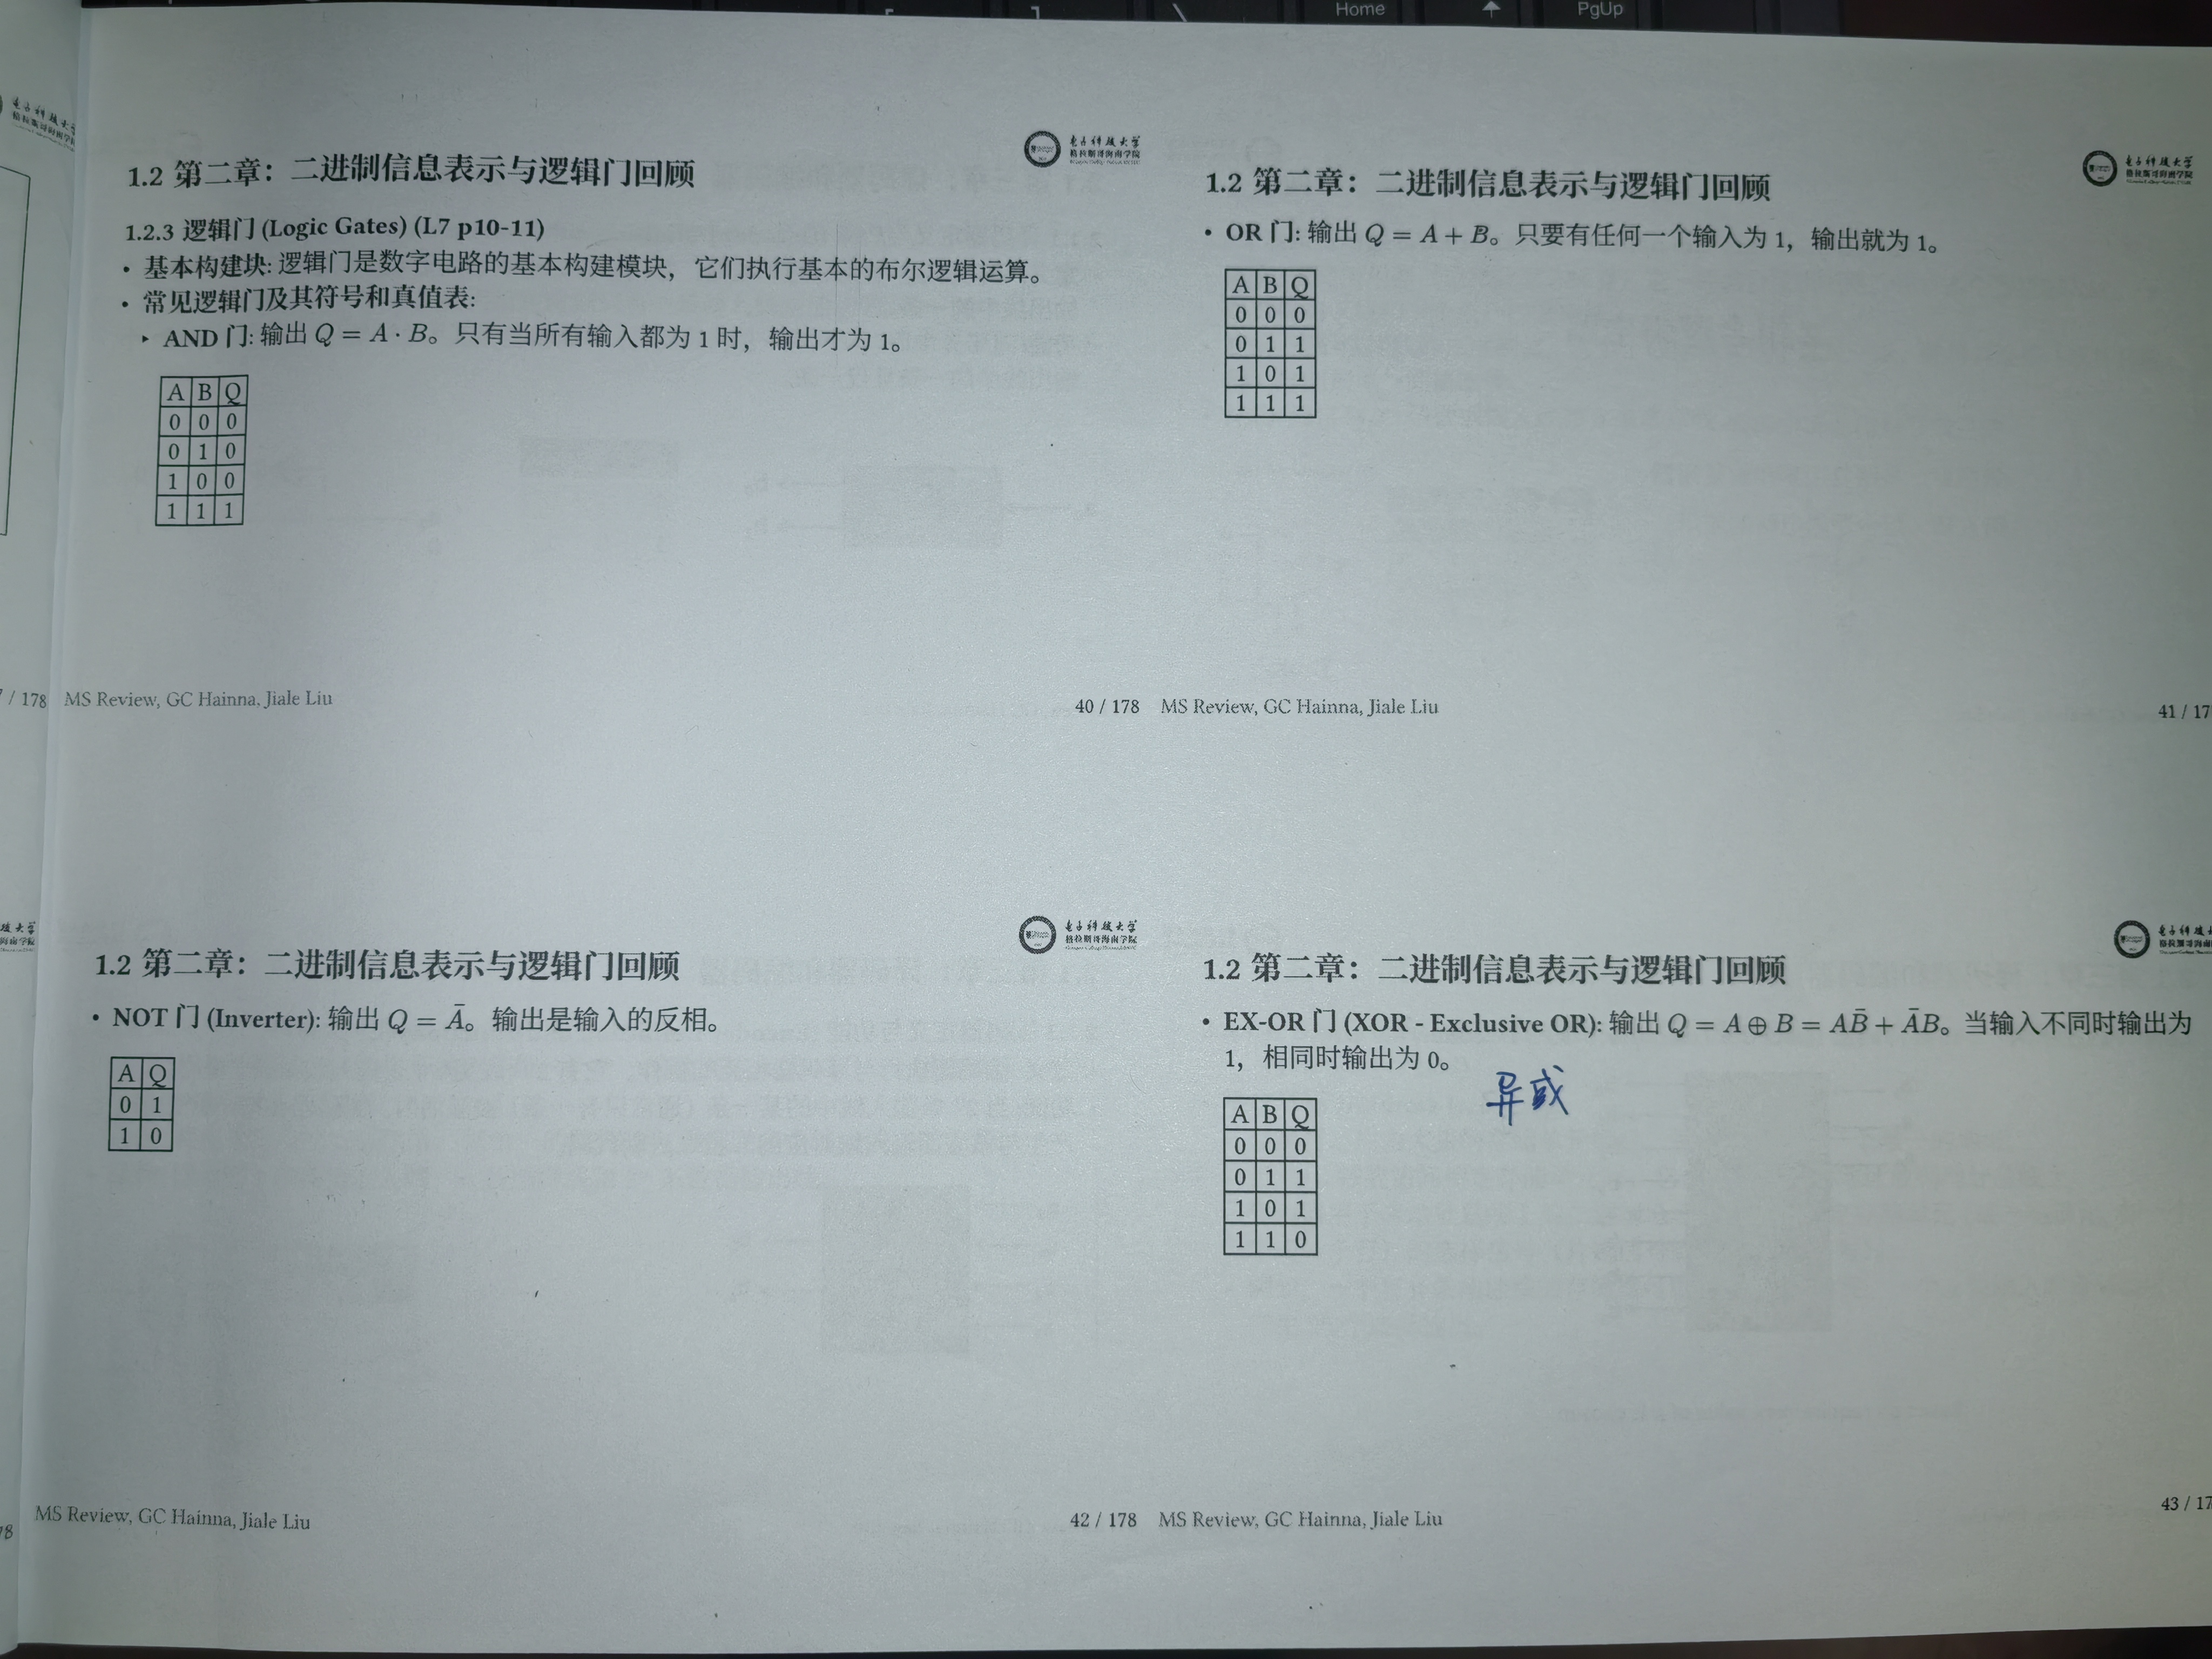 Home
PgUp
电子科技大学
格拉斯哥海南学院
1.2 第二章：二进制信息表示与逻辑门回顾
1.2.3 逻辑门 (Logic Gates) (L7 p10-11)
• 基本构建块: 逻辑门是数字电路的基本构建模块，它们执行基本的布尔逻辑运算。
• 常见逻辑门及其符号和真值表:
‣ AND 门: 输出 Q = A · B。只有当所有输入都为 1 时，输出才为 1。
A B Q
0 0 0
0 1 0
1 0 0
1 1 1
/ 178 MS Review, GC Hainna, Jiale Liu
40 / 178
电子科技大学
格拉斯哥海南学院
1.2 第二章：二进制信息表示与逻辑门回顾
• OR 门: 输出 Q = A + B。只要有任何一个输入为 1，输出就为 1。
A B Q
0 0 0
0 1 1
1 0 1
1 1 1
MS Review, GC Hainna, Jiale Liu
41 / 17
电子科技大学
格拉斯哥海南学院
1.2 第二章：二进制信息表示与逻辑门回顾
• NOT 门 (Inverter): 输出 Q = Ā。输出是输入的反相。
A Q
0 1
1 0
MS Review, GC Hainna, Jiale Liu
42 / 178
电子科技大
格拉斯哥海南
1.2 第二章：二进制信息表示与逻辑门回顾
• EX-OR 门 (XOR - Exclusive OR): 输出 Q = A ⊕ B = AB̄ + ĀB。当输入不同时输出为
1，相同时输出为 0。
异或
A B Q
0 0 0
0 1 1
1 0 1
1 1 0
MS Review, GC Hainna, Jiale Liu
43 / 17